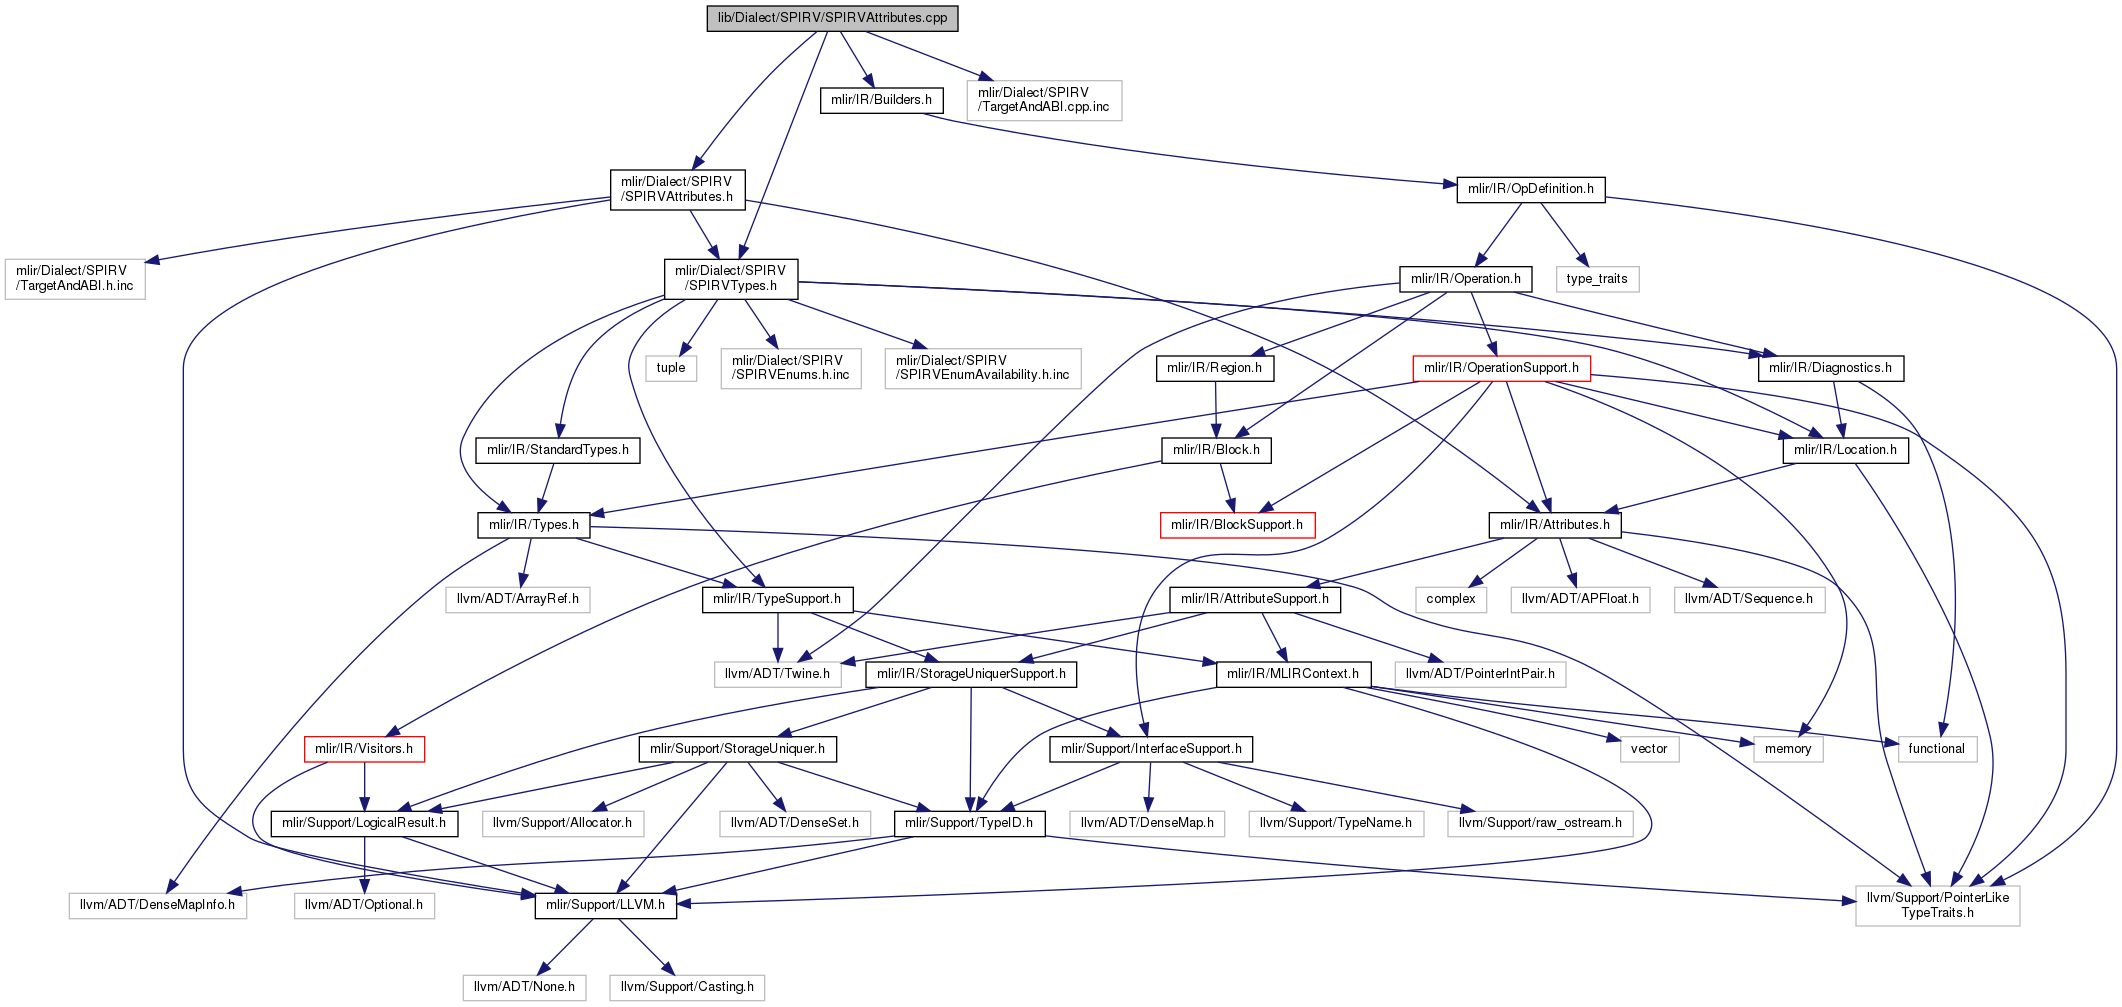 lib/Dialect/SPIRV/SPIRVAttributes.cpp
mlir/IR/Builders.h
mlir/Dialect/SPIRV
/TargetAndABI.cpp.inc
mlir/Dialect/SPIRV
/SPIRVAttributes.h
mlir/IR/OpDefinition.h
mlir/Dialect/SPIRV
/TargetAndABI.h.inc
mlir/Dialect/SPIRV
/SPIRVTypes.h
mlir/IR/Operation.h
type_traits
tuple
mlir/Dialect/SPIRV
/SPIRVEnums.h.inc
mlir/Dialect/SPIRV
/SPIRVEnumAvailability.h.inc
mlir/IR/Region.h
mlir/IR/OperationSupport.h
mlir/IR/Diagnostics.h
mlir/IR/StandardTypes.h
mlir/IR/Block.h
mlir/IR/Location.h
mlir/IR/Types.h
mlir/IR/BlockSupport.h
mlir/IR/Attributes.h
llvm/ADT/ArrayRef.h
mlir/IR/TypeSupport.h
mlir/IR/AttributeSupport.h
complex
llvm/ADT/APFloat.h
llvm/ADT/Sequence.h
llvm/ADT/Twine.h
mlir/IR/StorageUniquerSupport.h
mlir/IR/MLIRContext.h
llvm/ADT/PointerIntPair.h
mlir/IR/Visitors.h
mlir/Support/StorageUniquer.h
mlir/Support/InterfaceSupport.h
vector
memory
functional
mlir/Support/LogicalResult.h
llvm/Support/Allocator.h
llvm/ADT/DenseSet.h
mlir/Support/TypeID.h
llvm/ADT/DenseMap.h
llvm/Support/TypeName.h
llvm/Support/raw_ostream.h
llvm/ADT/DenseMapInfo.h
llvm/ADT/Optional.h
mlir/Support/LLVM.h
llvm/Support/PointerLike
TypeTraits.h
llvm/ADT/None.h
llvm/Support/Casting.h